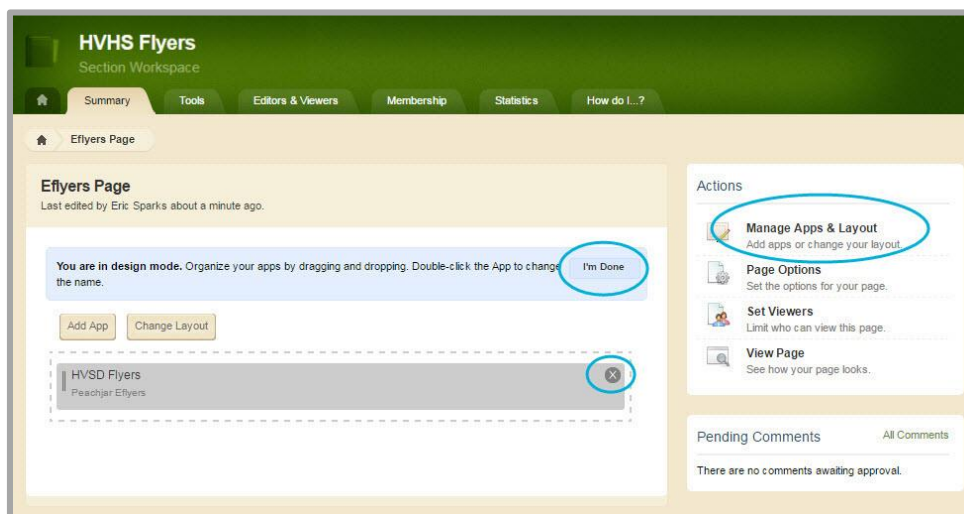 HVHS Flyers
Section Workspace
Summary
Tools
Editors & Viewers
Membership
Statistics
How do I...?
Eflyers Page
Eflyers Page
Last edited by Eric Sparks about a minute ago.
You are in design mode. Organize your apps by dragging and dropping. Double-click the App to change
the name.
I'm Done
Add App
Change Layout
HVSD Flyers
Peachjar Eflyers
X
Actions
Manage Apps & Layout
Add apps or change your layout.
Page Options
Set the options for your page.
Set Viewers
Limit who can view this page.
View Page
See how your page looks.
Pending Comments
All Comments
There are no comments awaiting approval.